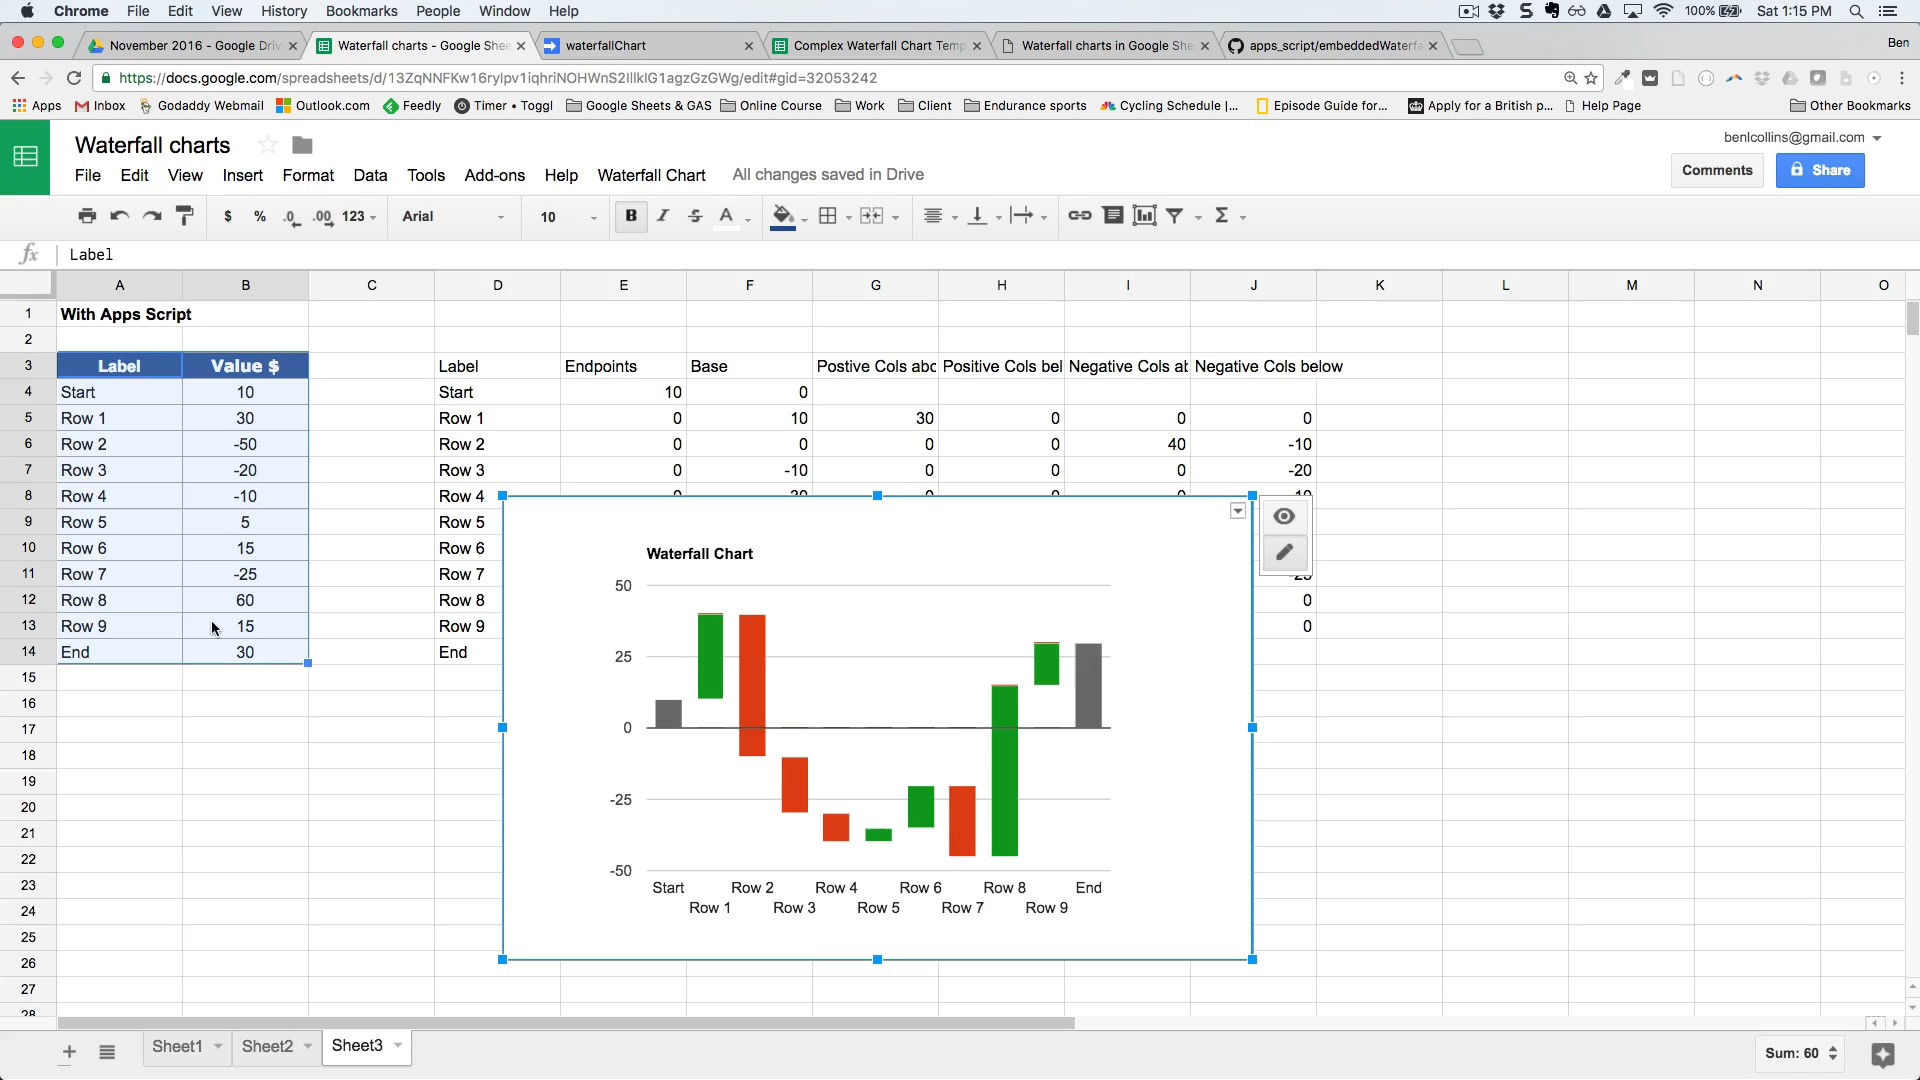 Chrome File Edit View History Bookmarks People Window Help 100% Sat 1:15 PM
November 2016 - Google Driv Waterfall charts - Google Shee waterfallChart Complex Waterfall Chart Temp Waterfall charts in Google She apps_script/embeddedWaterfa Ben
https://docs.google.com/spreadsheets/d/13ZqNNFKw16rylpv1iqhriNOHWnS2IllklG1agzGzGWg/edit#gid=32053242
Apps Inbox Godaddy Webmail Outlook.com Feedly Timer • Toggl Google Sheets & GAS Online Course Work Client Endurance sports Cycling Schedule |... Episode Guide for... Apply for a British p... Help Page Other Bookmarks
Waterfall charts benlcollins@gmail.com
File Edit View Insert Format Data Tools Add-ons Help Waterfall Chart All changes saved in Drive Comments Share
$ % .0 .00 123 Arial 10 B I S A Σ
fx Label
A B C D E F G H I J K L M N O
1 With Apps Script
2
3 Label Value $ Label Endpoints Base Postive Cols abo Positive Cols bel Negative Cols al Negative Cols below
4 Start 10 Start 10 0
5 Row 1 30 Row 1 0 10 30 0 0 0
6 Row 2 -50 Row 2 0 0 0 0 40 -10
7 Row 3 -20 Row 3 0 -10 0 0 0 -20
8 Row 4 -10 Row 4
9 Row 5 5 Row 5
10 Row 6 15 Row 6
11 Row 7 -25 Row 7
12 Row 8 60 Row 8 0
13 Row 9 15 Row 9 0
14 End 30 End
15
16
17
18
19
20
21
22
23
24
25
26
27
28
Waterfall Chart
50
25
0
-25
-50
Start Row 2 Row 4 Row 6 Row 8 End
Row 1 Row 3 Row 5 Row 7 Row 9
Sheet1 Sheet2 Sheet3 Sum: 60